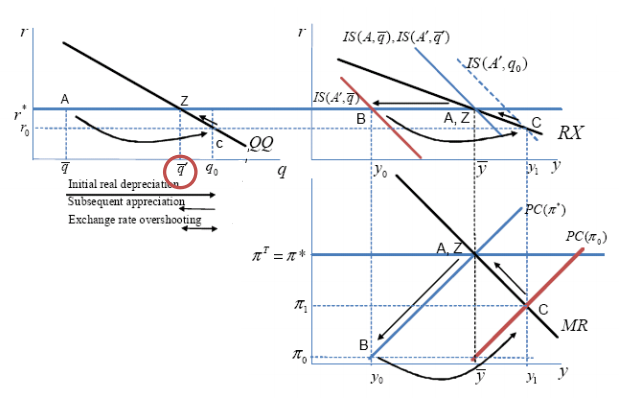 r
A
Z
r*
r₀
c
QQ
q̅
q̅'
q₀
q
Initial real depreciation
Subsequent appreciation
Exchange rate overshooting
r
IS(A,q̅),IS(A',q̅')
IS(A',q₀)
IS(A',q̅)
B
A, Z
C
RX
y₀
y̅
y₁
y
PC(π*)
PC(π₀)
A, Z
πᵀ = π*
π₁
C
MR
B
π₀
y₀
y̅
y₁
y